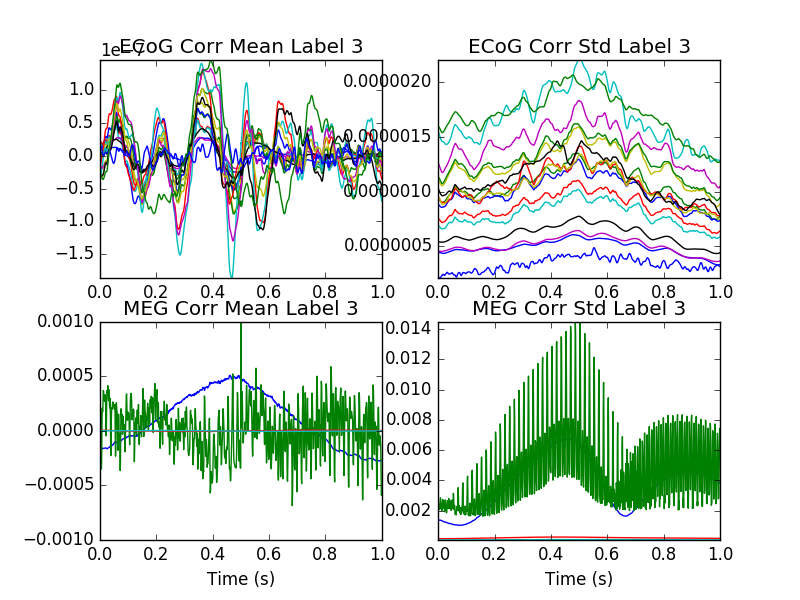 ECoG Corr Mean Label 3
1e−7
1.0
0.5
0.0
−0.5
−1.0
−1.5
0.0 0.2 0.4 0.6 0.8 1.0
ECoG Corr Std Label 3
0.0000020
0.0000015
0.0000010
0.0000005
0.0 0.2 0.4 0.6 0.8 1.0
MEG Corr Mean Label 3
0.0010
0.0005
0.0000
−0.0005
−0.0010
0.0 0.2 0.4 0.6 0.8 1.0
Time (s)
MEG Corr Std Label 3
0.014
0.012
0.010
0.008
0.006
0.004
0.002
0.0 0.2 0.4 0.6 0.8 1.0
Time (s)